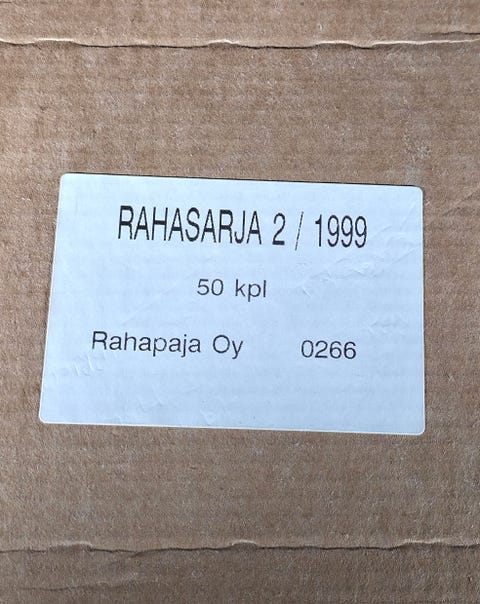 RAHASARJA 2 / 1999
50 kpl
Rahapaja Oy 0266